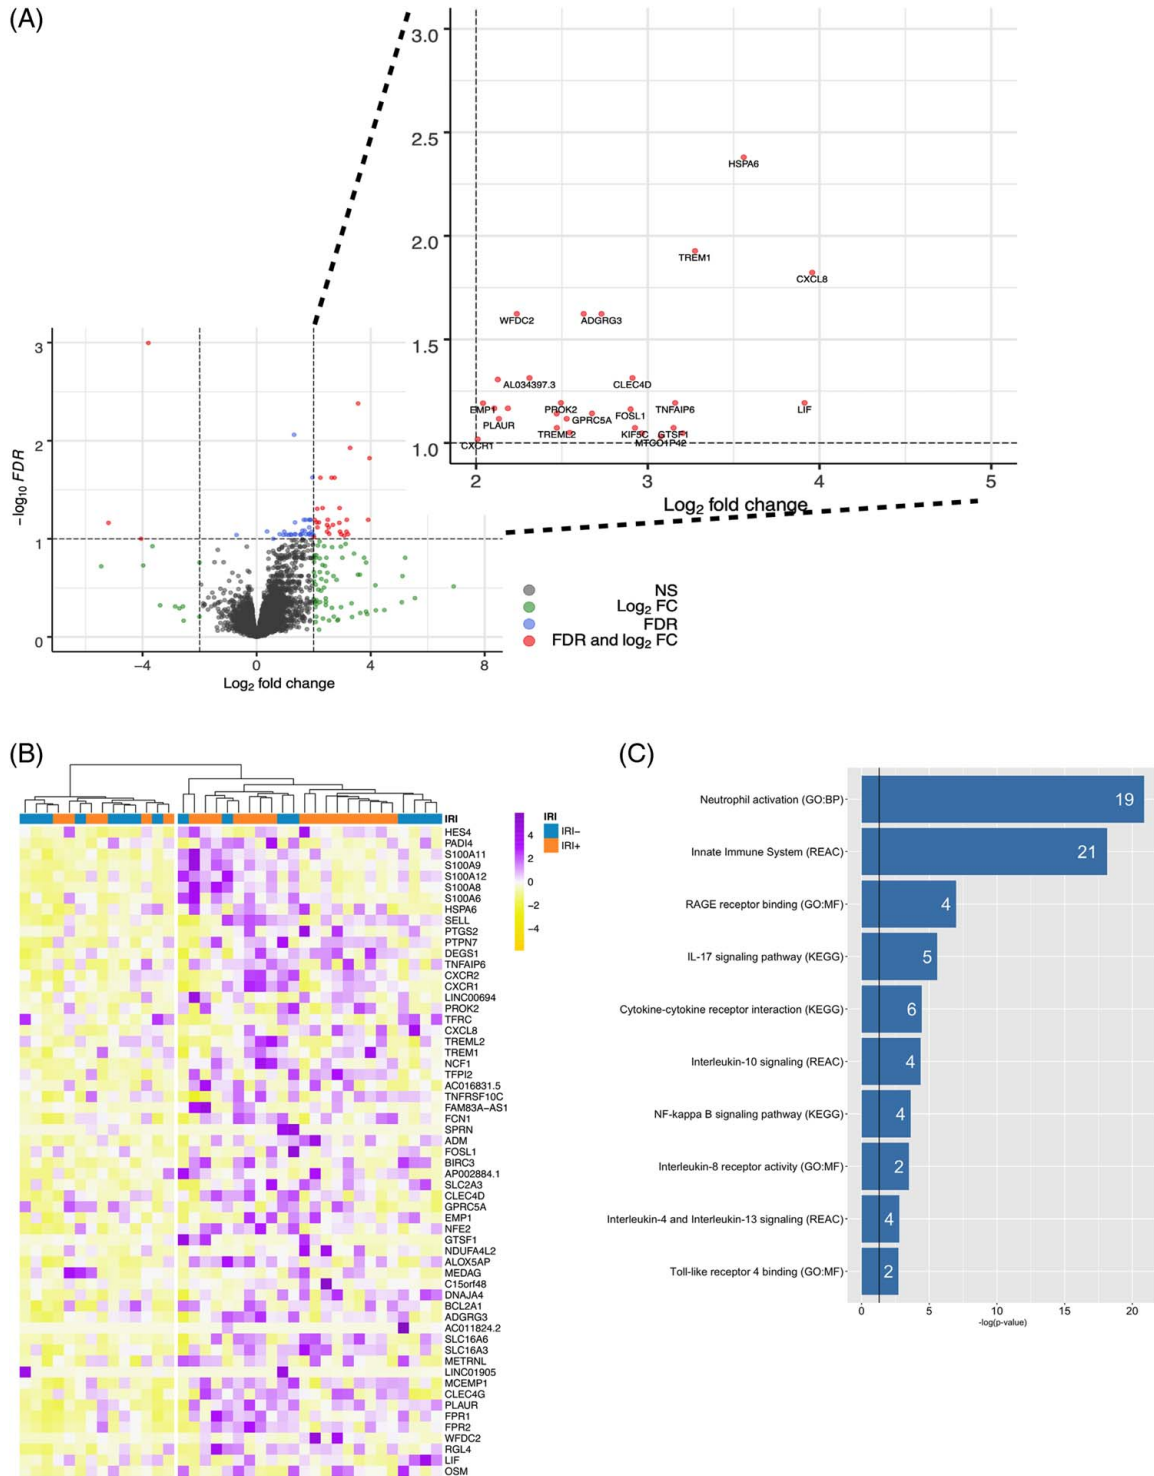 (A)
3.0
2.5
2.0
1.5
1.0
HSPA6
TREM1
CXCL8
WFDC2
ADGRG3
AL034397.3
CLEC4D
EMP1
PROK2
TNFAIP6
LIF
PLAUR
GPRC5A
FOSL1
TREML2
KIF5C
GTSF1
CXCR1
MTCO1P42
2 3 4 5
Log2 fold change
3
2
1
0
−log10 FDR
−4 0 4 8
Log2 fold change
NS
Log2 FC
FDR
FDR and log2 FC
(B)
IRI
HES4
PADI4
S100A11
S100A9
S100A12
S100A8
S100A6
HSPA6
SELL
PTGS2
PTPN7
DEGS1
TNFAIP6
CXCR2
CXCR1
LINC00694
PROK2
TFRC
CXCL8
TREML2
TREM1
NCF1
TFPI2
AC016831.5
TNFRSF10C
FAM83A−AS1
FCN1
SPRN
ADM
FOSL1
BIRC3
AP002884.1
SLC2A3
CLEC4D
GPRC5A
EMP1
NFE2
GTSF1
NDUFA4L2
ALOX5AP
MEDAG
C15orf48
DNAJA4
BCL2A1
ADGRG3
AC011824.2
SLC16A6
SLC16A3
METRNL
LINC01905
MCEMP1
CLEC4G
PLAUR
FPR1
FPR2
WFDC2
RGL4
LIF
OSM
4
2
0
−2
−4
IRI
IRI−
IRI+
(C)
Neutrophil activation (GO:BP) 19
Innate Immune System (REAC) 21
RAGE receptor binding (GO:MF) 4
IL-17 signaling pathway (KEGG) 5
Cytokine-cytokine receptor interaction (KEGG) 6
Interleukin-10 signaling (REAC) 4
NF-kappa B signaling pathway (KEGG) 4
Interleukin-8 receptor activity (GO:MF) 2
Interleukin-4 and Interleukin-13 signaling (REAC) 4
Toll-like receptor 4 binding (GO:MF) 2
0 5 10 15 20
-log(p-value)